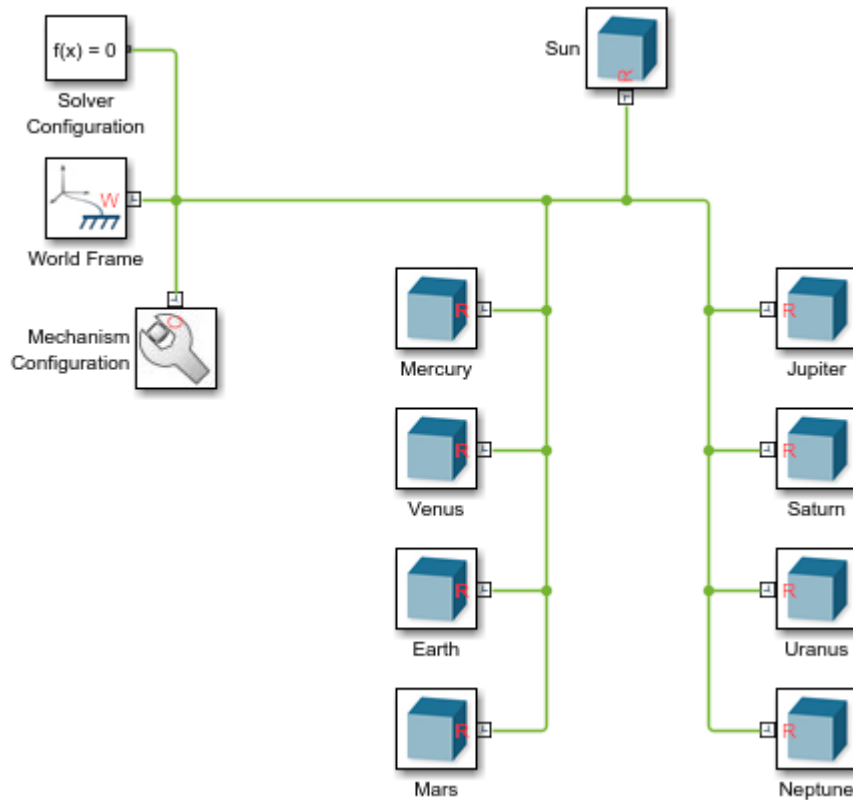 f(x) = 0
Solver
Configuration
Sun
R
W
World Frame
C
Mechanism
Configuration
R
Mercury
R
Jupiter
R
Venus
R
Saturn
R
Earth
R
Uranus
R
Mars
R
Neptune